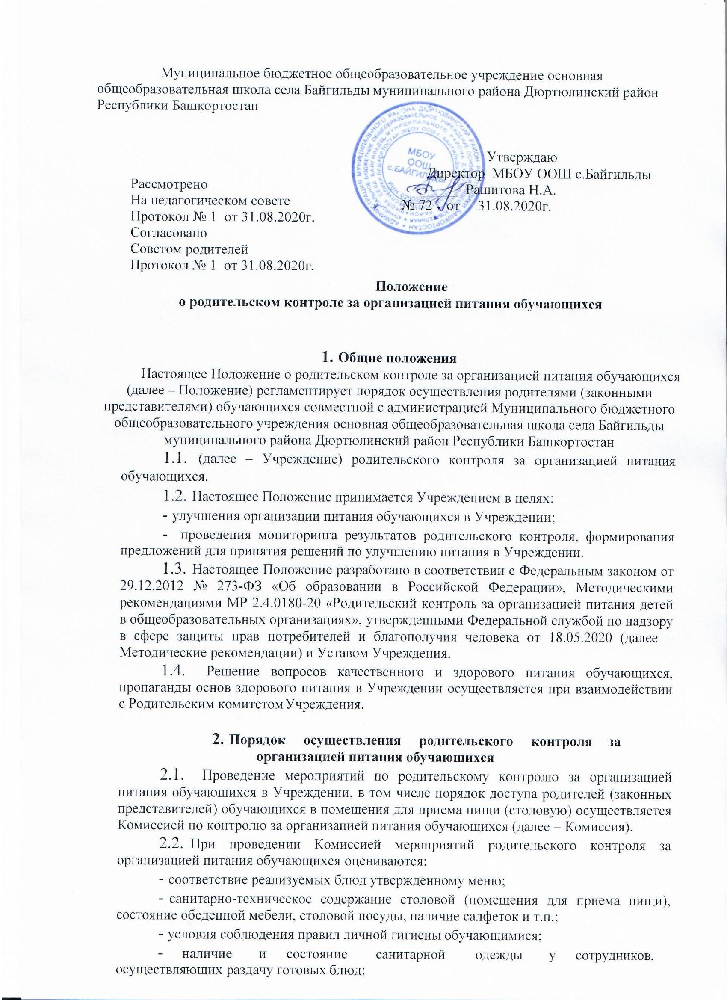 Муниципальное бюджетное общеобразовательное учреждение основная
общеобразовательная школа села Байгильды муниципального района Дюртюлинский район
Республики Башкортостан
МБОУ
ООШ
с.БАЙГИЛЬДЫ
Утверждаю
Директор МБОУ ООШ с.Байгильды
Рашитова Н.А.
№ 72 от 31.08.2020г.
Рассмотрено
На педагогическом совете
Протокол № 1 от 31.08.2020г.
Согласовано
Советом родителей
Протокол № 1 от 31.08.2020г.
Положение
о родительском контроле за организацией питания обучающихся
1. Общие положения
Настоящее Положение о родительском контроле за организацией питания обучающихся
(далее – Положение) регламентирует порядок осуществления родителями (законными
представителями) обучающихся совместной с администрацией Муниципального бюджетного
общеобразовательного учреждения основная общеобразовательная школа села Байгильды
муниципального района Дюртюлинский район Республики Башкортостан
1.1. (далее – Учреждение) родительского контроля за организацией питания
обучающихся.
1.2. Настоящее Положение принимается Учреждением в целях:
- улучшения организации питания обучающихся в Учреждении;
- проведения мониторинга результатов родительского контроля, формирования
предложений для принятия решений по улучшению питания в Учреждении.
1.3. Настоящее Положение разработано в соответствии с Федеральным законом от
29.12.2012 № 273-ФЗ «Об образовании в Российской Федерации», Методическими
рекомендациями МР 2.4.0180-20 «Родительский контроль за организацией питания детей
в общеобразовательных организациях», утвержденными Федеральной службой по надзору
в сфере защиты прав потребителей и благополучия человека от 18.05.2020 (далее –
Методические рекомендации) и Уставом Учреждения.
1.4. Решение вопросов качественного и здорового питания обучающихся,
пропаганды основ здорового питания в Учреждении осуществляется при взаимодействии
с Родительским комитетом Учреждения.
2. Порядок осуществления родительского контроля за
организацией питания обучающихся
2.1. Проведение мероприятий по родительскому контролю за организацией
питания обучающихся в Учреждении, в том числе порядок доступа родителей (законных
представителей) обучающихся в помещения для приема пищи (столовую) осуществляется
Комиссией по контролю за организацией питания обучающихся (далее – Комиссия).
2.2. При проведении Комиссией мероприятий родительского контроля за
организацией питания обучающихся оцениваются:
- соответствие реализуемых блюд утвержденному меню;
- санитарно-техническое содержание столовой (помещения для приема пищи),
состояние обеденной мебели, столовой посуды, наличие салфеток и т.п.;
- условия соблюдения правил личной гигиены обучающимися;
- наличие и состояние санитарной одежды у сотрудников,
осуществляющих раздачу готовых блюд;